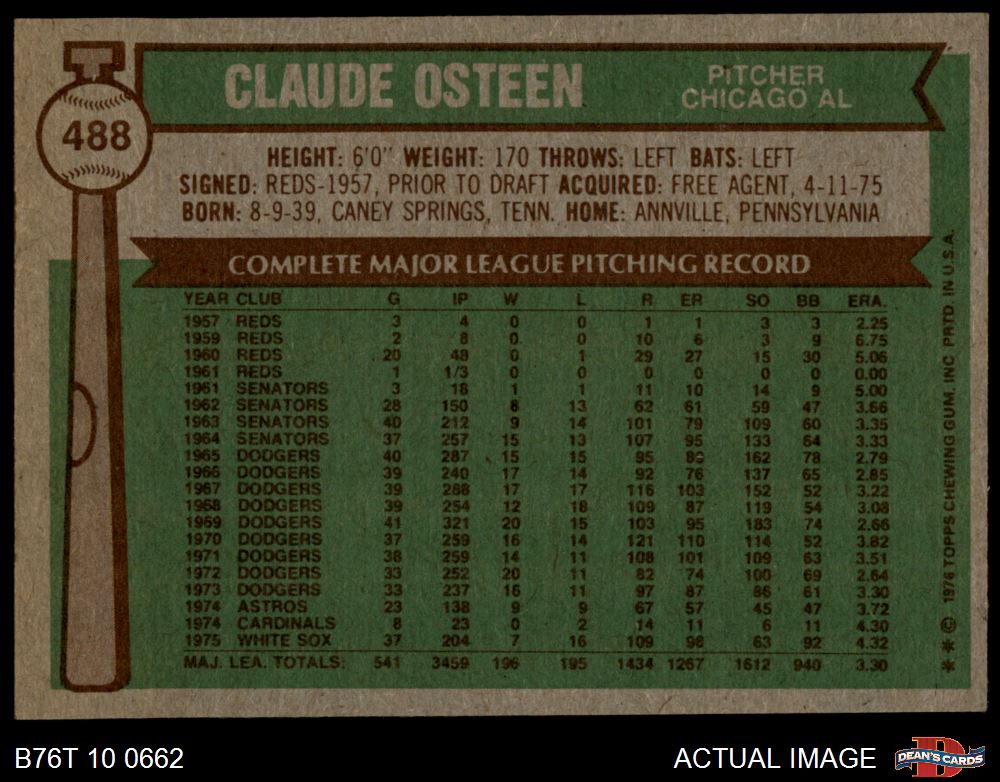 CLAUDE OSTEEN
PITCHER
CHICAGO AL
488
HEIGHT: 6'0" WEIGHT: 170 THROWS: LEFT BATS: LEFT
SIGNED: REDS-1957, PRIOR TO DRAFT ACQUIRED: FREE AGENT, 4-11-75
BORN: 8-9-39, CANEY SPRINGS, TENN. HOME: ANNVILLE, PENNSYLVANIA
COMPLETE MAJOR LEAGUE PITCHING RECORD
YEAR CLUB G IP W L R ER SO BB ERA.
1957 REDS 3 4 0 0 1 1 3 3 2.25
1959 REDS 2 8 0 0 10 6 3 9 6.75
1960 REDS 20 48 0 1 29 27 15 30 5.06
1961 REDS 1 1/3 0 0 0 0 0 0 0.00
1961 SENATORS 3 18 1 1 11 10 14 9 5.00
1962 SENATORS 28 150 8 13 62 61 59 47 3.66
1963 SENATORS 40 212 9 14 101 79 109 60 3.35
1964 SENATORS 37 257 15 13 107 95 133 64 3.33
1965 DODGERS 40 287 15 15 95 89 162 78 2.79
1966 DODGERS 39 240 17 14 92 76 137 65 2.85
1967 DODGERS 39 288 17 17 116 103 152 52 3.22
1968 DODGERS 39 254 12 18 109 87 119 54 3.08
1969 DODGERS 41 321 20 15 103 95 183 74 2.66
1970 DODGERS 37 259 16 14 121 110 114 52 3.82
1971 DODGERS 38 259 14 11 108 101 109 63 3.51
1972 DODGERS 33 252 20 11 82 74 100 69 2.64
1973 DODGERS 33 237 16 11 97 87 86 61 3.30
1974 ASTROS 23 138 9 9 67 57 45 47 3.72
1974 CARDINALS 8 23 0 2 14 11 6 11 4.30
1975 WHITE SOX 37 204 7 16 109 98 63 92 4.32
MAJ. LEA. TOTALS: 541 3459 196 195 1434 1267 1612 940 3.30
* * © 1976 TOPPS CHEWING GUM, INC. PRTD. IN U.S.A.
B76T 10 0662
ACTUAL IMAGE
D
DEAN'S CARDS